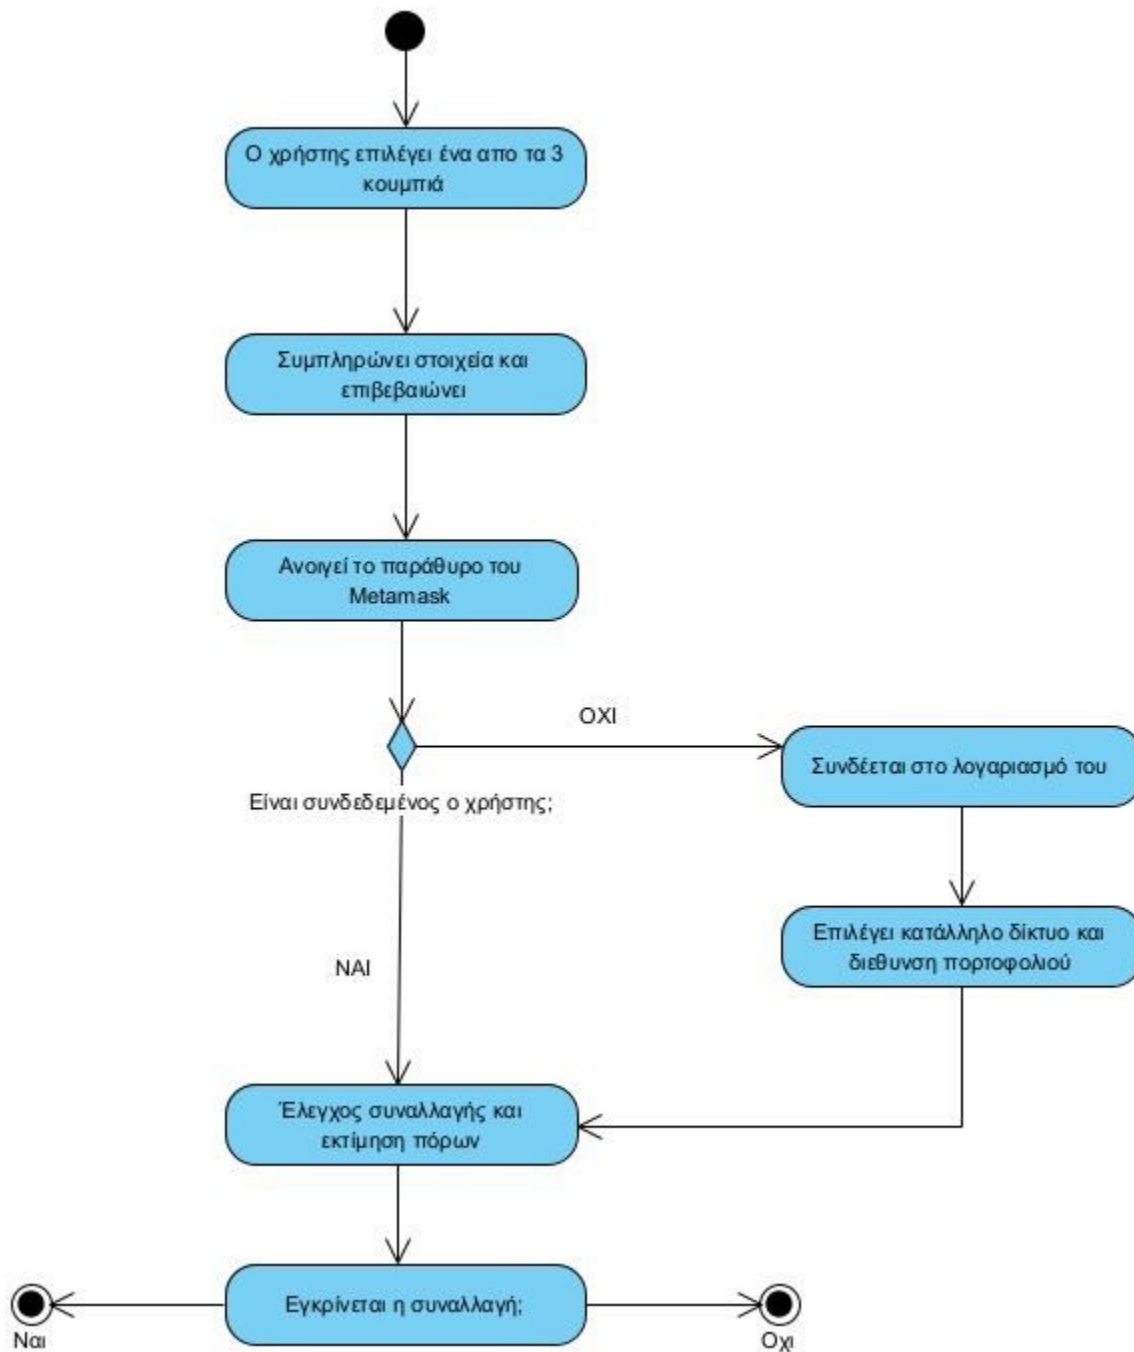 Ο χρήστης επιλέγει ένα απο τα 3
κουμπιά
Συμπληρώνει στοιχεία και
επιβεβαιώνει
Ανοιγεί το παράθυρο του
Metamask
ΟΧΙ
Συνδέεται στο λογαριασμό του
Είναι συνδεδεμένος ο χρήστης;
Επιλέγει κατάλληλο δίκτυο και
διεθυνση πορτοφολιού
ΝΑΙ
Έλεγχος συναλλαγής και
εκτίμηση πόρων
Εγκρίνεται η συναλλαγή;
Ναι
Οχι